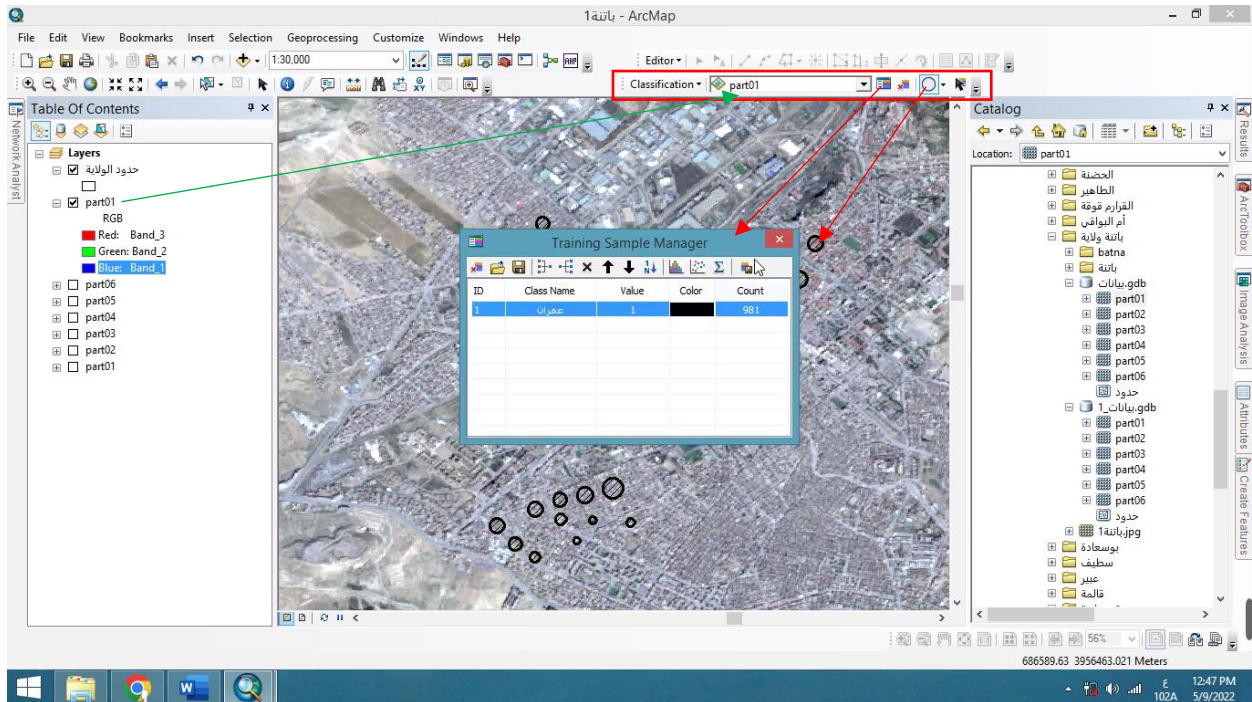 باتنة1 - ArcMap
File Edit View Bookmarks Insert Selection Geoprocessing Customize Windows Help
1:30,000
Editor
Classification
part01
Table Of Contents
Layers
حدود الولاية
part01
RGB
Red: Band_3
Green: Band_2
Blue: Band_1
part06
part05
part04
part03
part02
part01
Network Analyst
Training Sample Manager
ID Class Name Value Color Count
1 عمران 1 981
Catalog
Location: part01
الحضنة
الطاهير
القرارم قوقة
أم البواقي
باتنة ولاية
batna
باتنة
بيانات.gdb
part01
part02
part03
part04
part05
part06
حدود
بيانات_1.gdb
part01
part02
part03
part04
part05
part06
حدود
باتنة1.jpg
بوسعادة
سطيف
عبير
قالمة
Results
ArcToolbox
Image Analysis
Attributes
Create Features
56%
686589.63 3956463.021 Meters
ع
102A
12:47 PM
5/9/2022